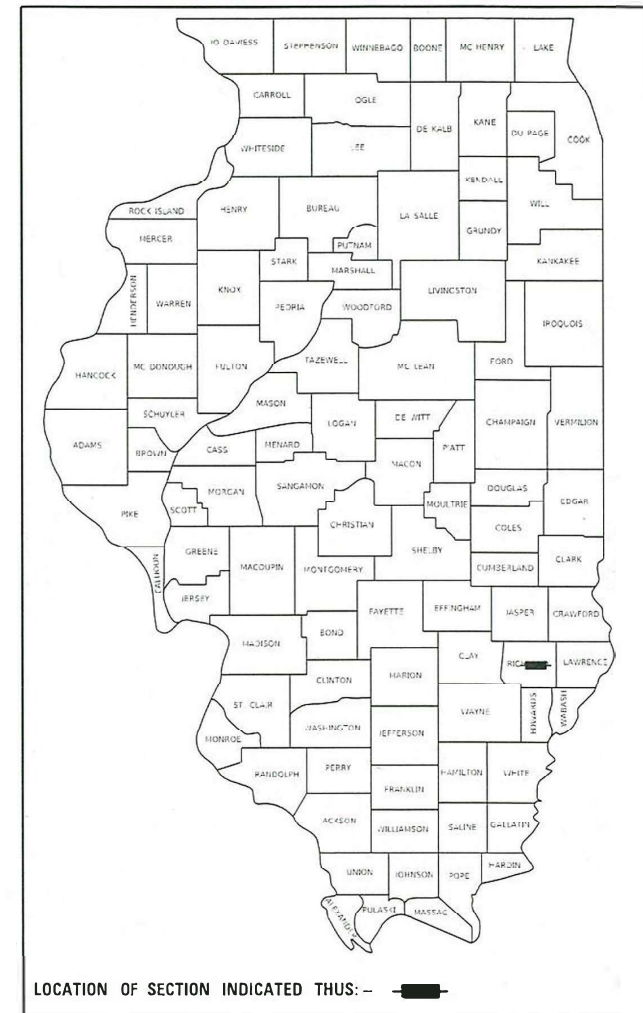 JO DAVIESS STEPHENSON WINNEBAGO BOONE MC HENRY LAKE
CARROLL OGLE DE KALB KANE DU PAGE COOK
WHITESIDE LEE
KENDALL WILL
ROCK ISLAND HENRY BUREAU LA SALLE GRUNDY
MERCER PUTNAM
STARK MARSHALL KANKAKEE
HENDERSON WARREN KNOX PEORIA WOODFORD LIVINGSTON
IROQUOIS
HANCOCK MC DONOUGH FULTON TAZEWELL MC LEAN FORD
MASON
SCHUYLER LOGAN DE WITT CHAMPAIGN VERMILION
ADAMS BROWN CASS MENARD MACON PIATT
PIKE SCOTT MORGAN SANGAMON MOULTRIE DOUGLAS EDGAR
CHRISTIAN COLES
GREENE SHELBY
CALHOUN MACOUPIN MONTGOMERY CUMBERLAND CLARK
JERSEY FAYETTE EFFINGHAM JASPER CRAWFORD
MADISON BOND
CLAY RIC LAWRENCE
CLINTON MARION
ST CLAIR WAYNE EDWARDS WABASH
MONROE WASHINGTON JEFFERSON
RANDOLPH PERRY HAMILTON WHITE
FRANKLIN
ACKSON WILLIAMSON SALINE GALLATIN
UNION JOHNSON POPE HARDIN
ALEXANDER PULASKI MASSAC
LOCATION OF SECTION INDICATED THUS: –